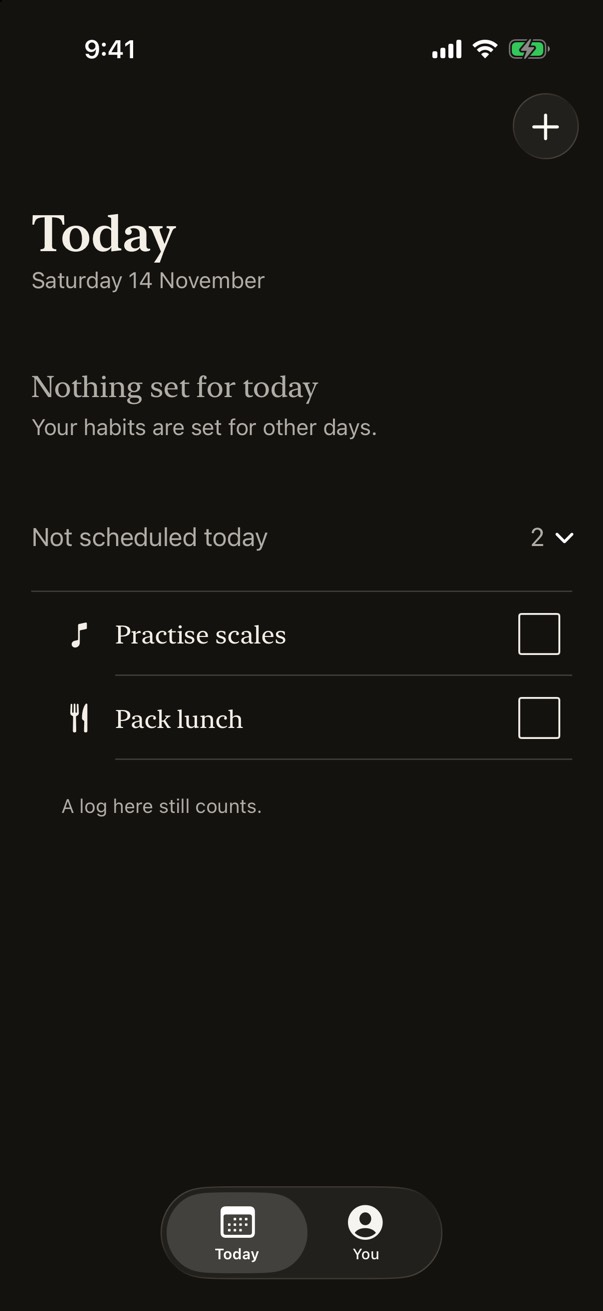 9:41
Today
Saturday 14 November
Nothing set for today
Your habits are set for other days.
Not scheduled today 2
Practise scales
Pack lunch
A log here still counts.
Today You